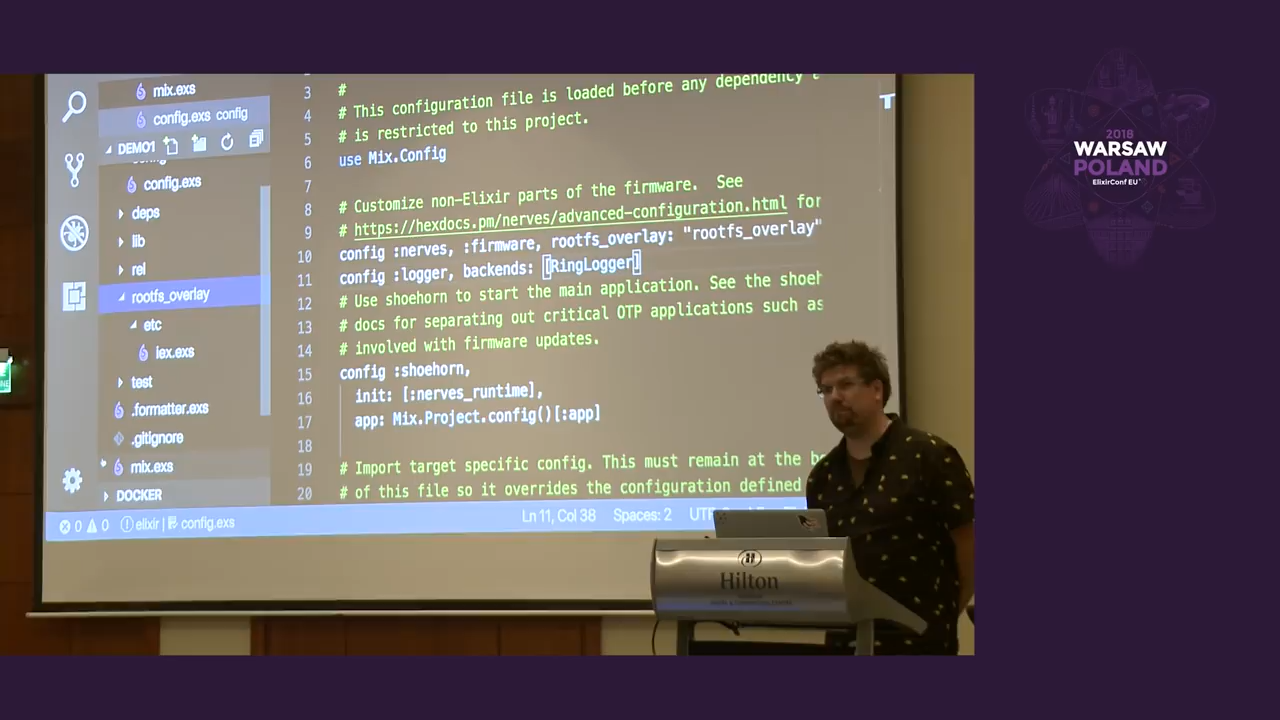 mix.exs
config.exs config
DEMO1
config.exs
deps
lib
rel
rootfs_overlay
etc
iex.exs
test
.formatter.exs
.gitignore
mix.exs
DOCKER
3 #
4 # This configuration file is loaded before any dependency
5 # is restricted to this project.
6 use Mix.Config
7
8 # Customize non-Elixir parts of the firmware. See
9 # https://hexdocs.pm/nerves/advanced-configuration.html for
10 config :nerves, :firmware, rootfs_overlay: "rootfs_overlay"
11 config :logger, backends: [RingLogger]
12 # Use shoehorn to start the main application. See the shoeh
13 # docs for separating out critical OTP applications such as
14 # involved with firmware updates.
15 config :shoehorn,
16 init: [:nerves_runtime],
17 app: Mix.Project.config()[:app]
18
19 # Import target specific config. This must remain at the
20 # of this file so it overrides the configuration defined
0 0 elixir | config.exs
Ln 11, Col 38 Spaces: 2
Hilton
2018
WARSAW
POLAND
ElixirConf EU